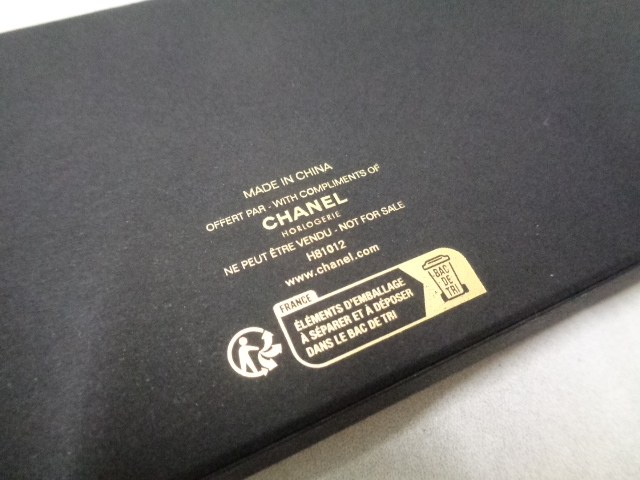 MADE IN CHINA
OFFERT PAR - WITH COMPLIMENTS OF
CHANEL
HORLOGERIE
NE PEUT ÊTRE VENDU - NOT FOR SALE
H81012
www.chanel.com
FRANCE
ÉLÉMENTS D'EMBALLAGE
À SÉPARER ET À DÉPOSER
DANS LE BAC DE TRI
BAC
DE
TRI